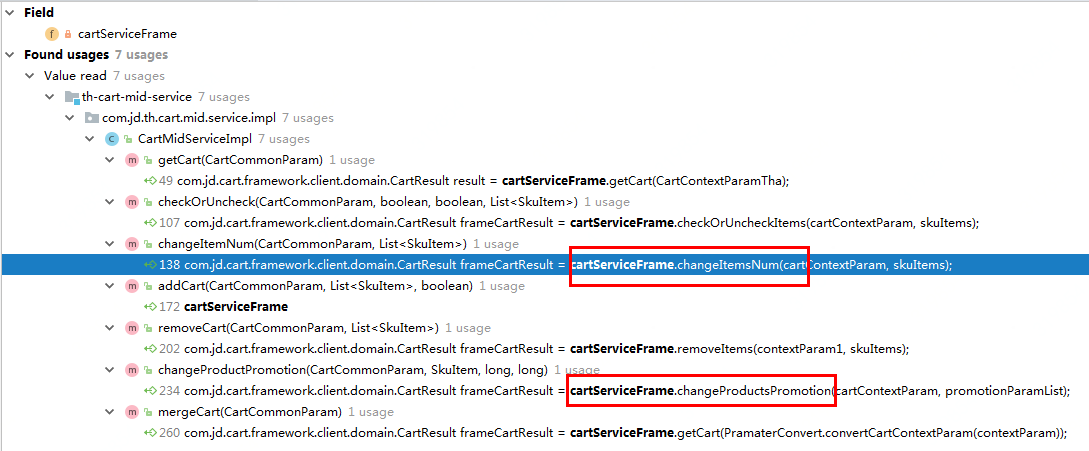 Field
cartServiceFrame
Found usages 7 usages
Value read 7 usages
th-cart-mid-service 7 usages
com.jd.th.cart.mid.service.impl 7 usages
CartMidServiceImpl 7 usages
getCart(CartCommonParam) 1 usage
49 com.jd.cart.framework.client.domain.CartResult result = cartServiceFrame.getCart(CartContextParamTha);
checkOrUncheck(CartCommonParam, boolean, boolean, List<SkuItem>) 1 usage
107 com.jd.cart.framework.client.domain.CartResult frameCartResult = cartServiceFrame.checkOrUncheckItems(cartContextParam, skuItems);
changeItemNum(CartCommonParam, List<SkuItem>) 1 usage
138 com.jd.cart.framework.client.domain.CartResult frameCartResult = cartServiceFrame.changeItemsNum(cartContextParam, skuItems);
addCart(CartCommonParam, List<SkuItem>, boolean) 1 usage
172 cartServiceFrame
removeCart(CartCommonParam, List<SkuItem>) 1 usage
202 com.jd.cart.framework.client.domain.CartResult frameCartResult = cartServiceFrame.removeItems(contextParam1, skuItems);
changeProductPromotion(CartCommonParam, SkuItem, long, long) 1 usage
234 com.jd.cart.framework.client.domain.CartResult frameCartResult = cartServiceFrame.changeProductsPromotion(cartContextParam, promotionParamList);
mergeCart(CartCommonParam) 1 usage
260 com.jd.cart.framework.client.domain.CartResult frameCartResult = cartServiceFrame.getCart(PramaterConvert.convertCartContextParam(contextParam));